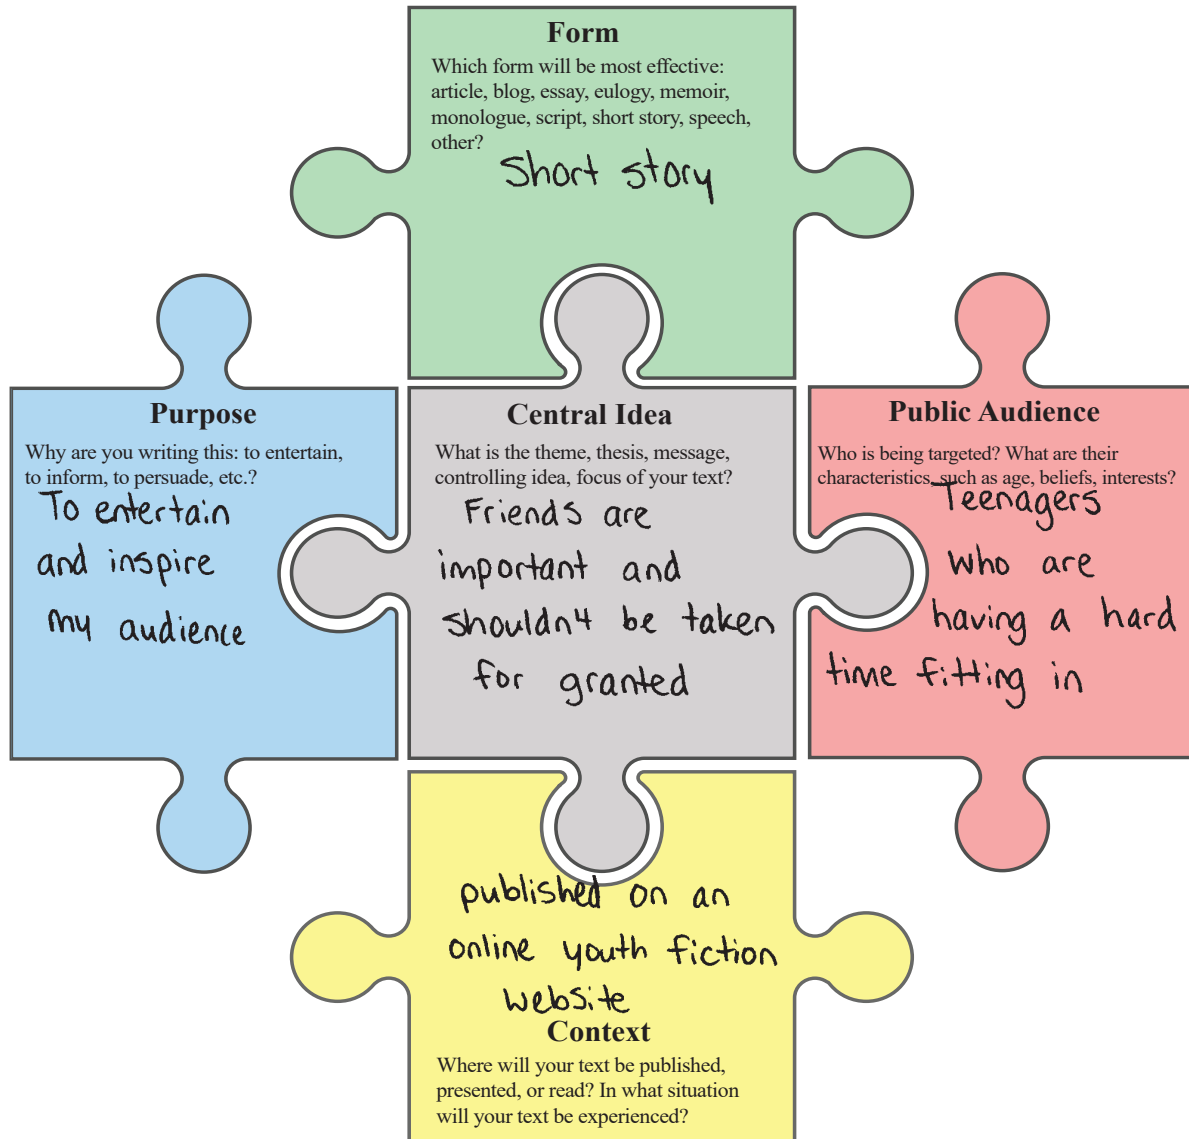 Form
Which form will be most effective:
article, blog, essay, eulogy, memoir,
monologue, script, short story, speech,
other?
Short story
Purpose
Why are you writing this: to entertain,
to inform, to persuade, etc.?
To entertain
and inspire
my audience
Central Idea
What is the theme, thesis, message,
controlling idea, focus of your text?
Friends are
important and
shouldn't be taken
for granted
Public Audience
Who is being targeted? What are their
characteristics, such as age, beliefs, interests?
Teenagers
who are
having a hard
time fitting in
published on an
online youth fiction
website
Context
Where will your text be published,
presented, or read? In what situation
will your text be experienced?